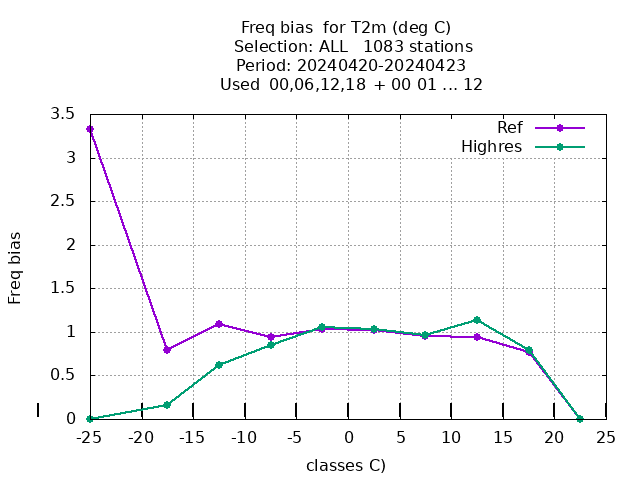 Freq bias  for T2m (deg C)
Selection: ALL   1083 stations
Period: 20240420-20240423
Used  00,06,12,18  + 00 01 ... 12
Ref
Highres
Freq bias
3.5
3
2.5
2
1.5
1
0.5
0
-25 -20 -15 -10 -5 0 5 10 15 20 25
classes C)